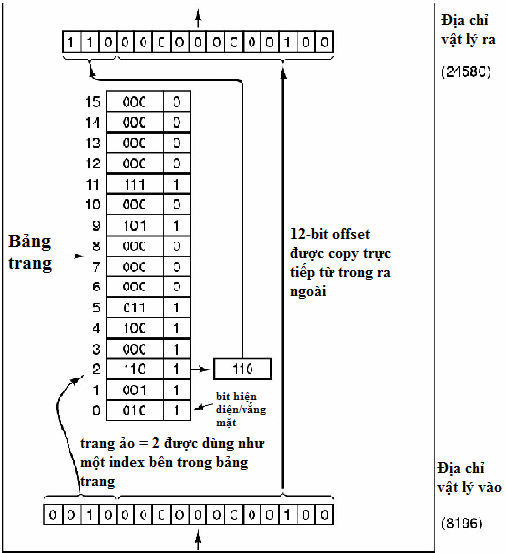 1 1 0 0 0 0 0 0 0 0 0 0 1 0 0
Địa chỉ
vật lý ra
(24580)
15 000 0
14 000 0
13 000 0
12 000 0
11 111 1
10 000 0
9 101 1
8 000 0
7 000 0
6 000 0
5 011 1
4 100 1
3 000 1
2 110 1 110
1 001 1
0 010 1
Bảng
trang
12-bit offset
được copy trực
tiếp từ trong ra
ngoài
bit hiện
diện/vắng
mặt
trang ảo = 2 được dùng như
một index bên trong bảng
trang
0 0 1 0 0 0 0 0 0 0 0 0 0 1 0 0
Địa chỉ
vật lý vào
(8196)